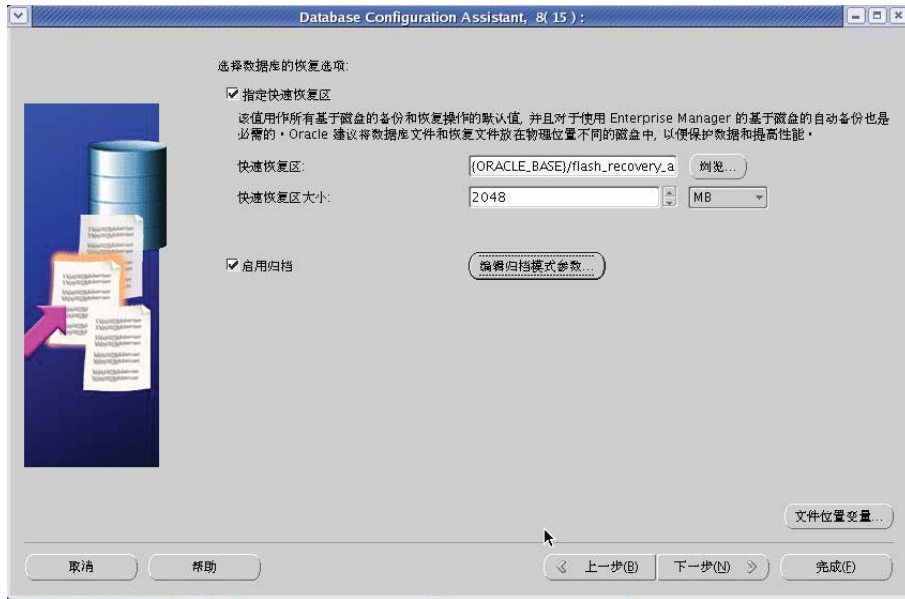 Database Configuration Assistant, 8( 15 ) :
选择数据库的恢复选项:
指定快速恢复区
该值用作所有基于磁盘的备份和恢复操作的默认值, 并且对于使用 Enterprise Manager 的基于磁盘的自动备份也是
必需的・Oracle 建议将数据库文件和恢复文件放在物理位置不同的磁盘中, 以便保护数据和提高性能・
快速恢复区:
{ORACLE_BASE}/flash_recovery_a
浏览...
快速恢复区大小:
2048
MB
启用归档
编辑归档模式参数...
文件位置变量...
取消
帮助
上一步(B)
下一步(N)
完成(F)